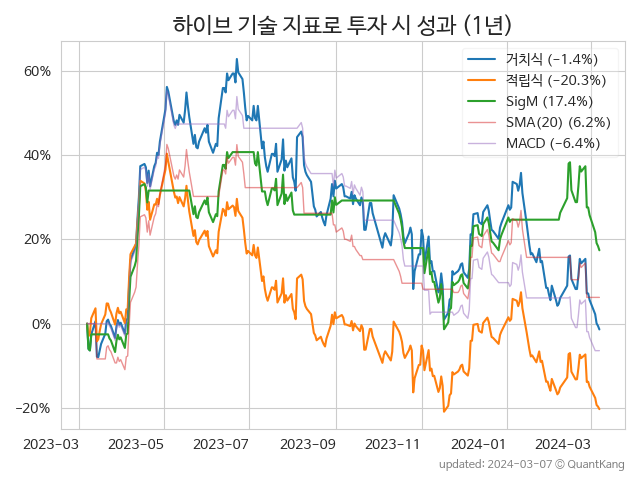 하이브 기술 지표로 투자 시 성과 (1년)
거치식 (−1.4%)
적립식 (−20.3%)
SigM (17.4%)
SMA(20) (6.2%)
MACD (−6.4%)
60%
40%
20%
0%
−20%
2023−03 2023−05 2023−07 2023−09 2023−11 2024−01 2024−03
updated: 2024−03−07 ⓒ QuantKang